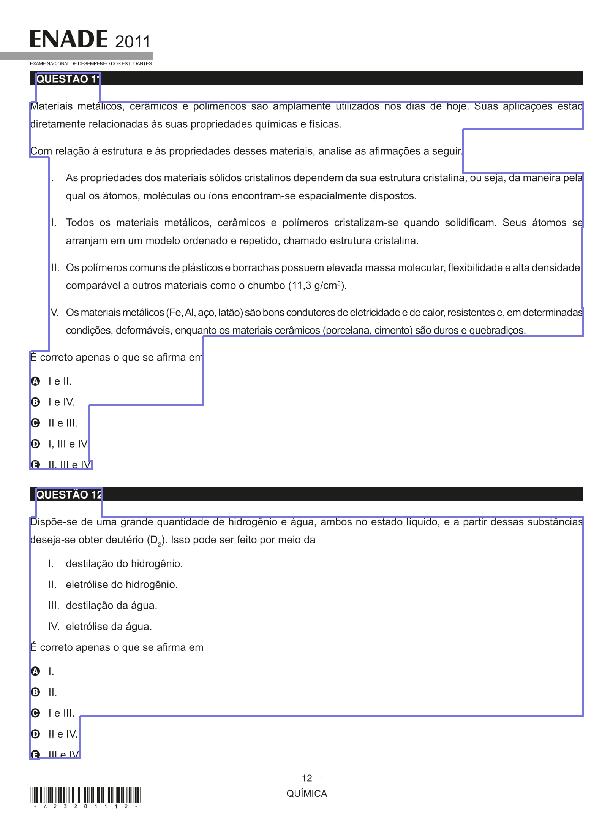 ENADE 2011
EXAME NACIONAL DE DESEMPENHO DOS ESTUDANTES
QUESTÃO 11
Materiais metálicos, cerâmicos e poliméricos são amplamente utilizados nos dias de hoje. Suas aplicações estão
diretamente relacionadas às suas propriedades químicas e físicas.
Com relação à estrutura e às propriedades desses materiais, analise as afirmações a seguir.
I. As propriedades dos materiais sólidos cristalinos dependem da sua estrutura cristalina, ou seja, da maneira pela
qual os átomos, moléculas ou íons encontram-se espacialmente dispostos.
II. Todos os materiais metálicos, cerâmicos e polímeros cristalizam-se quando solidificam. Seus átomos se
arranjam em um modelo ordenado e repetido, chamado estrutura cristalina.
III. Os polímeros comuns de plásticos e borrachas possuem elevada massa molecular, flexibilidade e alta densidade
comparável a outros materiais como o chumbo (11,3 g/cm³).
IV. Os materiais metálicos (Fe, Al, aço, latão) são bons condutores de eletricidade e de calor, resistentes e, em determinadas
condições, deformáveis, enquanto os materiais cerâmicos (porcelana, cimento) são duros e quebradiços.
É correto apenas o que se afirma em
A I e II.
B I e IV.
C II e III.
D I, III e IV.
E II, III e IV.
QUESTÃO 12
Dispõe-se de uma grande quantidade de hidrogênio e água, ambos no estado líquido, e a partir dessas substâncias
deseja-se obter deutério (D₂). Isso pode ser feito por meio da
I. destilação do hidrogênio.
II. eletrólise do hidrogênio.
III. destilação da água.
IV. eletrólise da água.
É correto apenas o que se afirma em
A I.
B II.
C I e III.
D II e IV.
E III e IV.
12
QUÍMICA
* A 2 3 2 0 1 1 1 2 *